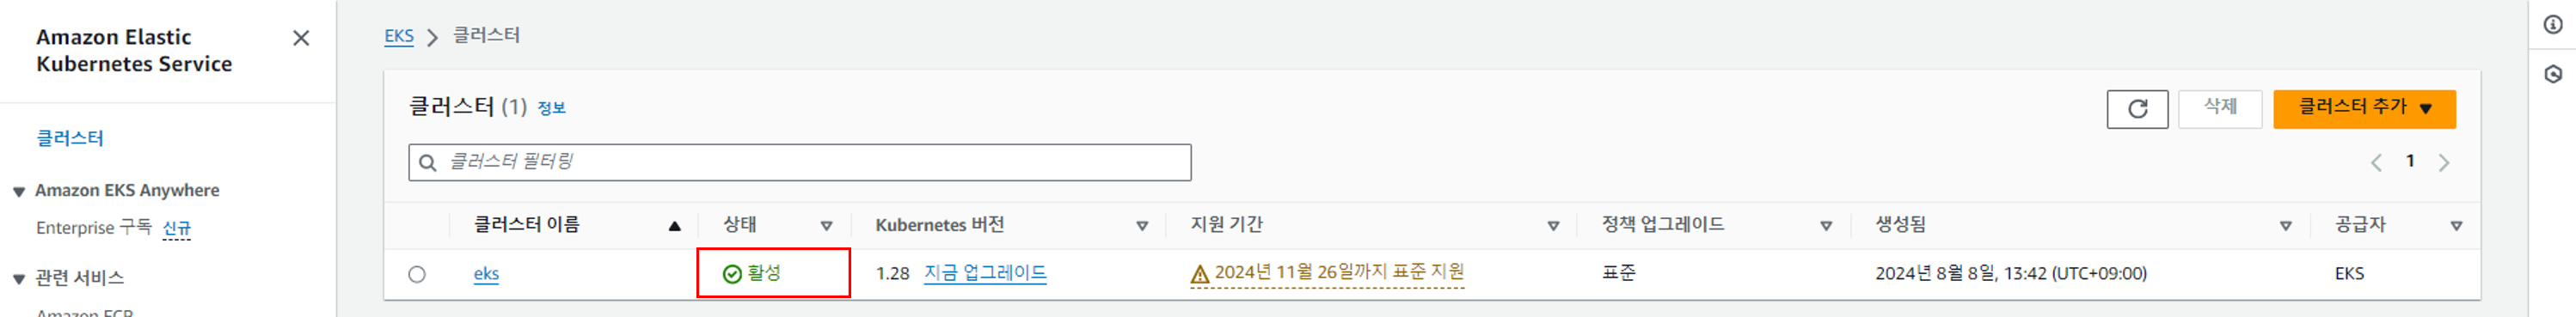 Amazon Elastic
Kubernetes Service
클러스터
Amazon EKS Anywhere
Enterprise 구독 신규
관련 서비스
Amazon ECR
EKS 클러스터
클러스터 (1) 정보
삭제
클러스터 추가
클러스터 필터링
1
클러스터 이름 상태 Kubernetes 버전 지원 기간 정책 업그레이드 생성됨 공급자
eks 활성 1.28 지금 업그레이드 2024년 11월 26일까지 표준 지원 표준 2024년 8월 8일, 13:42 (UTC+09:00) EKS